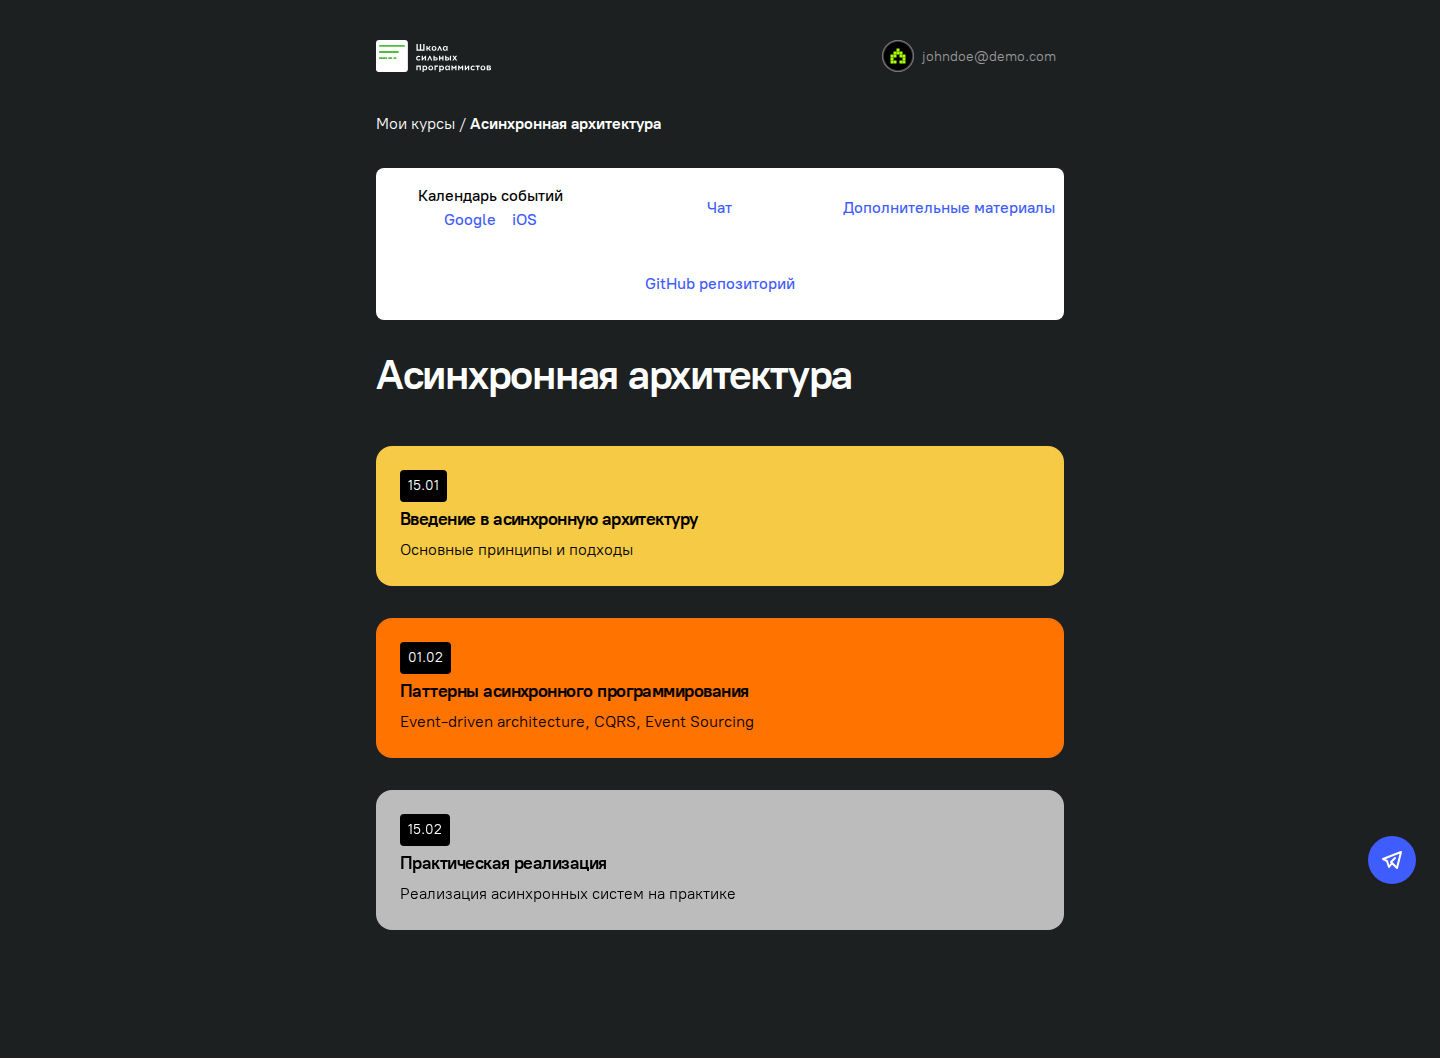 Школа
сильных
программистов
johndoe@demo.com
Мои курсы / Асинхронная архитектура
Календарь событий
Google iOS
Чат
Дополнительные материалы
GitHub репозиторий
Асинхронная архитектура
15.01
Введение в асинхронную архитектуру
Основные принципы и подходы
01.02
Паттерны асинхронного программирования
Event-driven architecture, CQRS, Event Sourcing
15.02
Практическая реализация
Реализация асинхронных систем на практике